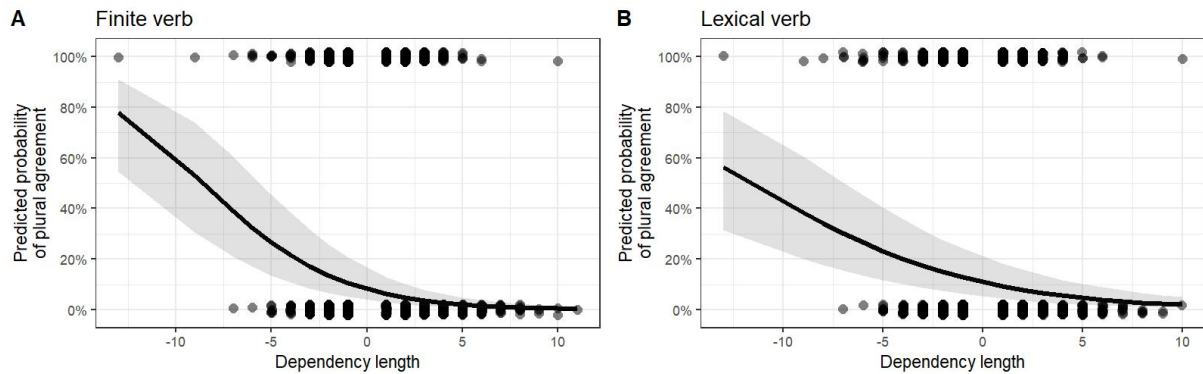 A
Finite verb
Predicted probability
of plural agreement
100%
80%
60%
40%
20%
0%
-10
-5
0
5
10
Dependency length
B
Lexical verb
Predicted probability
of plural agreement
100%
80%
60%
40%
20%
0%
-10
-5
0
5
10
Dependency length